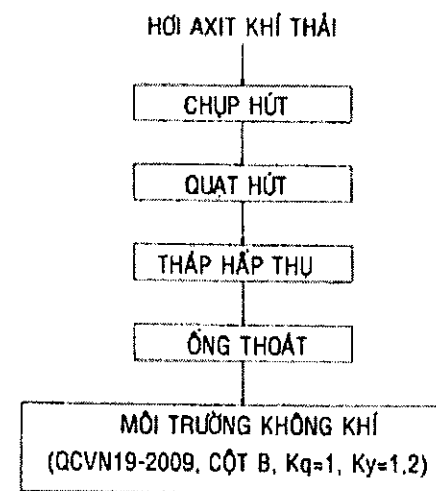 HƠI AXIT KHÍ THẢI
CHỤP HÚT
QUẠT HÚT
THÁP HẤP THỤ
ỐNG THOÁT
MÔI TRƯỜNG KHÔNG KHÍ
(QCVN19-2009, CỘT B, Kq=1, Ky=1.2)